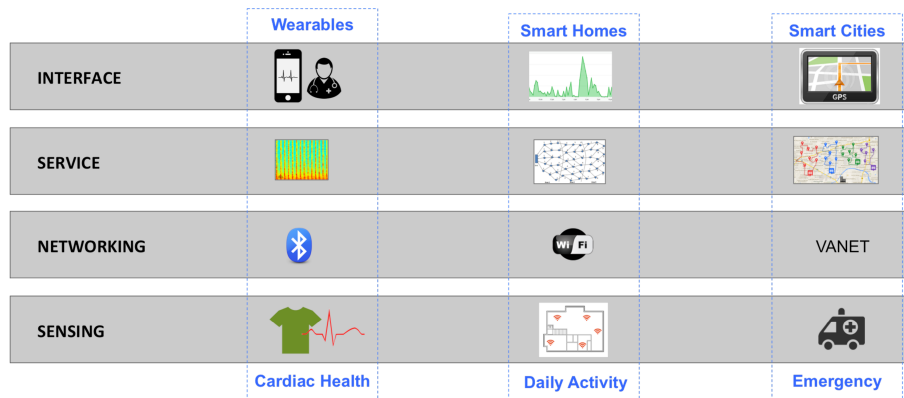 Wearables
Smart Homes
Smart Cities
INTERFACE
GPS
SERVICE
NETWORKING
Wi Fi
VANET
SENSING
Cardiac Health
Daily Activity
Emergency